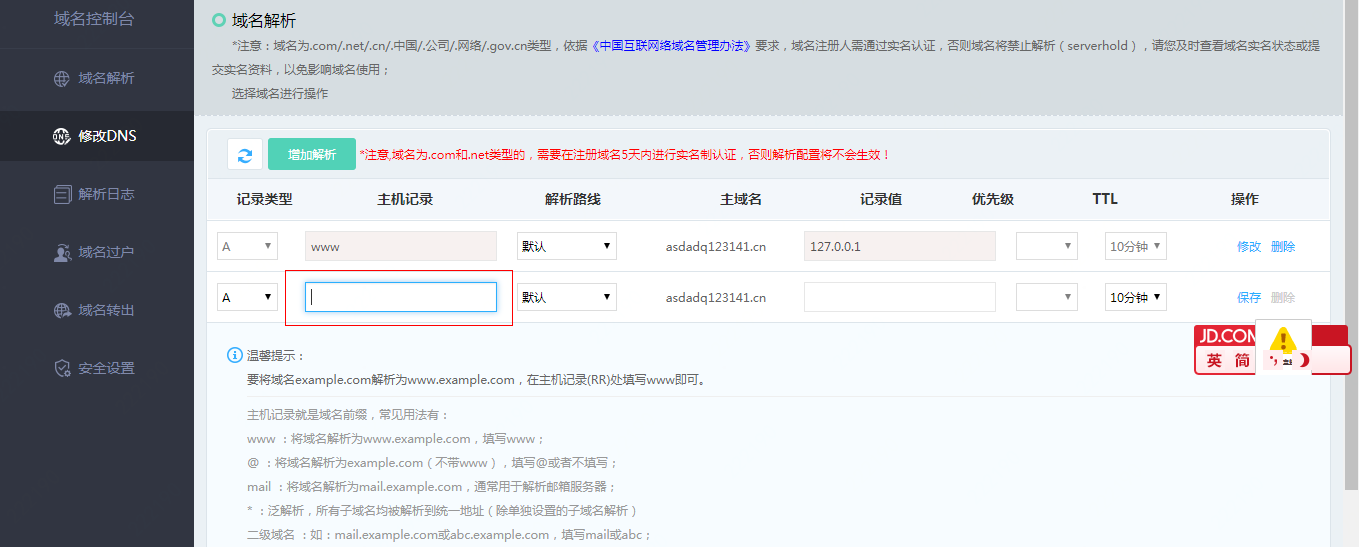 域名控制台
域名解析
修改DNS
解析日志
域名过户
域名转出
安全设置
域名解析
*注意：域名为.com/.net/.cn/.中国/.公司/.网络/.gov.cn类型，依据《中国互联网络域名管理办法》要求，域名注册人需通过实名认证，否则域名将禁止解析（serverhold），请您及时查看域名实名状态或提
交实名资料，以免影响域名使用；
选择域名进行操作
增加解析 *注意,域名为.com和.net类型的，需要在注册域名5天内进行实名制认证，否则解析配置将不会生效！
记录类型 主机记录 解析路线 主域名 记录值 优先级 TTL 操作
A www 默认 asdadq123141.cn 127.0.0.1 10分钟 修改 删除
A 默认 asdadq123141.cn 10分钟 保存 删除
JD.COM
英 简
温馨提示：
要将域名example.com解析为www.example.com，在主机记录(RR)处填写www即可。
主机记录就是域名前缀，常见用法有：
www ：将域名解析为www.example.com，填写www；
@ ：将域名解析为example.com（不带www），填写@或者不填写；
mail ：将域名解析为mail.example.com，通常用于解析邮箱服务器；
* ：泛解析，所有子域名均被解析到统一地址（除单独设置的子域名解析）
二级域名 ：如：mail.example.com或abc.example.com，填写mail或abc；